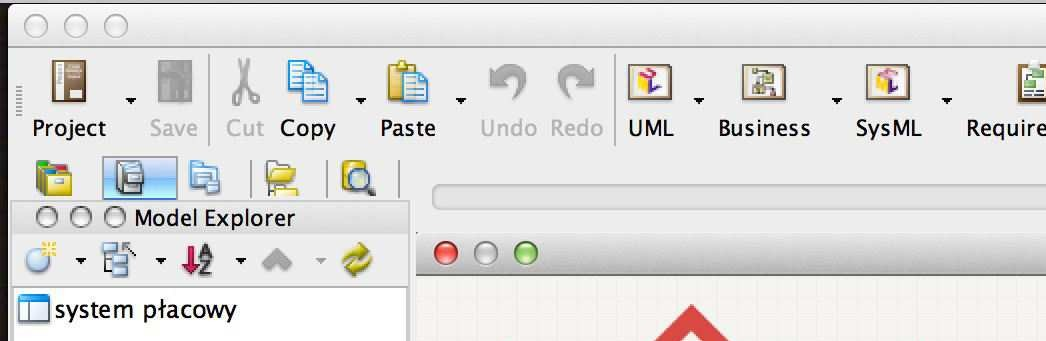 Project Save Cut Copy Paste Undo Redo UML Business SysML Require
Model Explorer
system płacowy